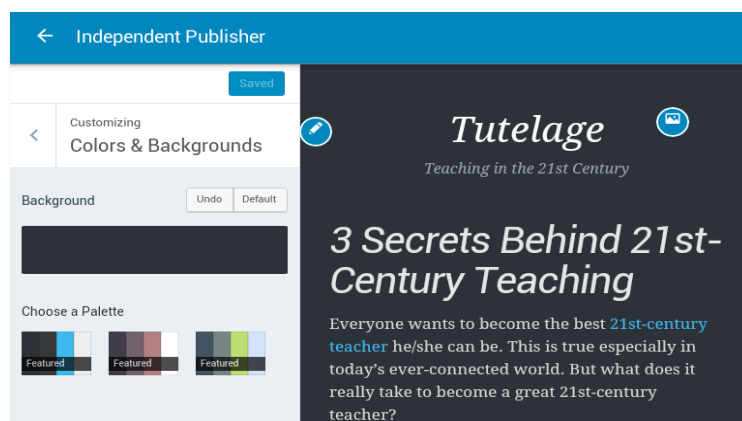 Independent Publisher
Saved
Customizing
Colors & Backgrounds
Background
Undo
Default
Choose a Palette
Featured
Featured
Featured
Tutelage
Teaching in the 21st Century
3 Secrets Behind 21st-
Century Teaching
Everyone wants to become the best 21st-century
teacher he/she can be. This is true especially in
today's ever-connected world. But what does it
really take to become a great 21st-century
teacher?